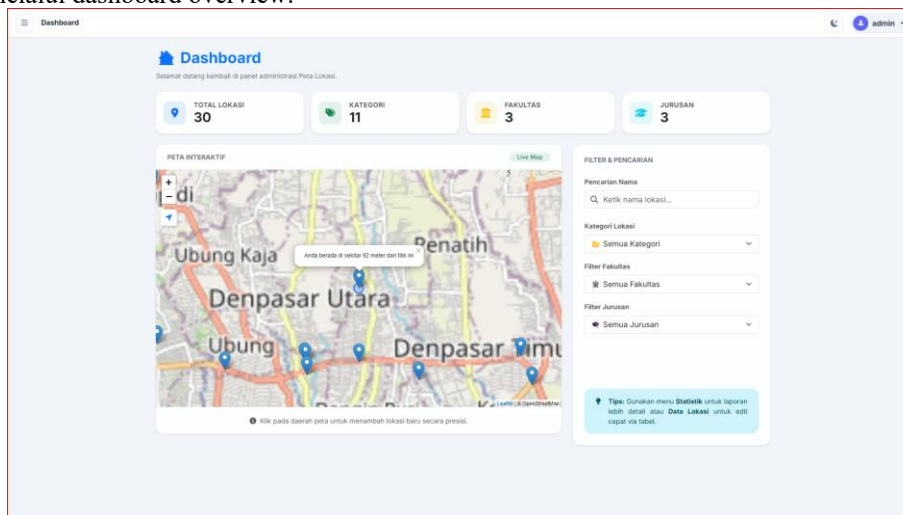 Dashboard
admin
Dashboard
Selamat datang kembali di panel administrasi Peta Lokasi.
TOTAL LOKASI
30
KATEGORI
11
FAKULTAS
3
JURUSAN
3
PETA INTERAKTIF
Live Map
+
−
di
5
Penatih
Ubung Kaja
Anda berada di sekitar 92 meter dari titik ini
×
Denpasar Utara
Ubung
Denpasar Timu
Leaflet | © OpenStreetMap
Klik pada daerah peta untuk menambah lokasi baru secara presisi.
FILTER & PENCARIAN
Pencarian Nama
Ketik nama lokasi...
Kategori Lokasi
Semua Kategori
Filter Fakultas
Semua Fakultas
Filter Jurusan
Semua Jurusan
Tips: Gunakan menu Statistik untuk laporan
lebih detail atau Data Lokasi untuk edit
cepat via tabel.